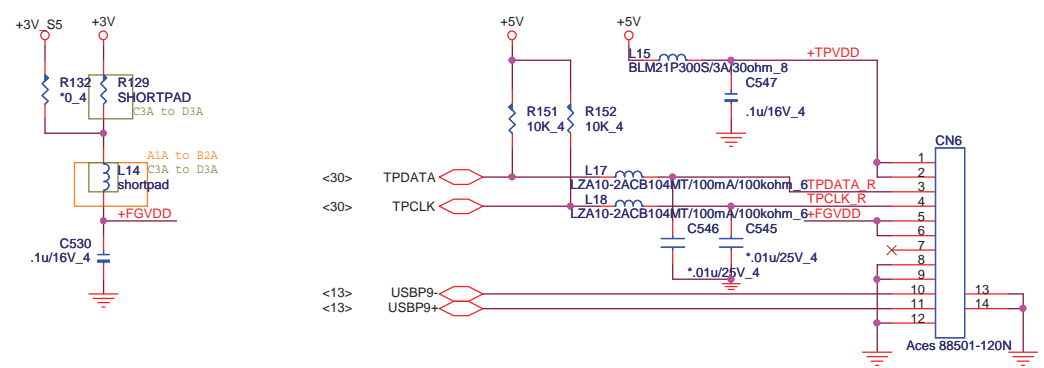 +3V_S5
+3V
R132
*0_4
R129
SHORTPAD
C3A to D3A
A1A to B2A
L14
C3A to D3A
shortpad
+FGVDD
C530
.1u/16V_4
+5V
+5V
L15
BLM21P300S/3A/30ohm_8
+TPVDD
C547
.1u/16V_4
R151
10K_4
R152
10K_4
<30>
TPDATA
L17
LZA10-2ACB104MT/100mA/100kohm_6
TPDATA_R
<30>
TPCLK
L18
LZA10-2ACB104MT/100mA/100kohm_6
TPCLK_R
+FGVDD
C546
*.01u/25V_4
C545
*.01u/25V_4
<13>
USBP9-
<13>
USBP9+
CN6
1
2
3
4
5
6
7
8
9
10
11
12
13
14
Aces 88501-120N